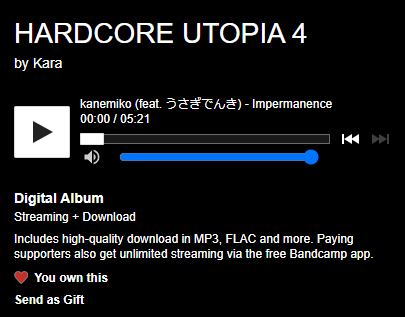 HARDCORE UTOPIA 4
by Kara
kanemiko (feat. うさぎでんき) - Impermanence
00:00 / 05:21
Digital Album
Streaming + Download
Includes high-quality download in MP3, FLAC and more. Paying
supporters also get unlimited streaming via the free Bandcamp app.
You own this
Send as Gift